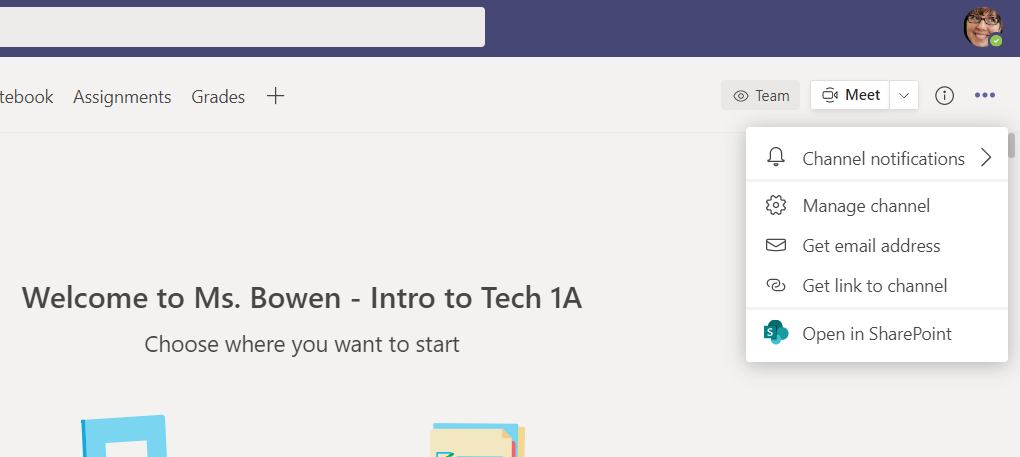 tebook Assignments Grades
Team Meet
Channel notifications
Manage channel
Get email address
Get link to channel
Open in SharePoint
Welcome to Ms. Bowen - Intro to Tech 1A
Choose where you want to start